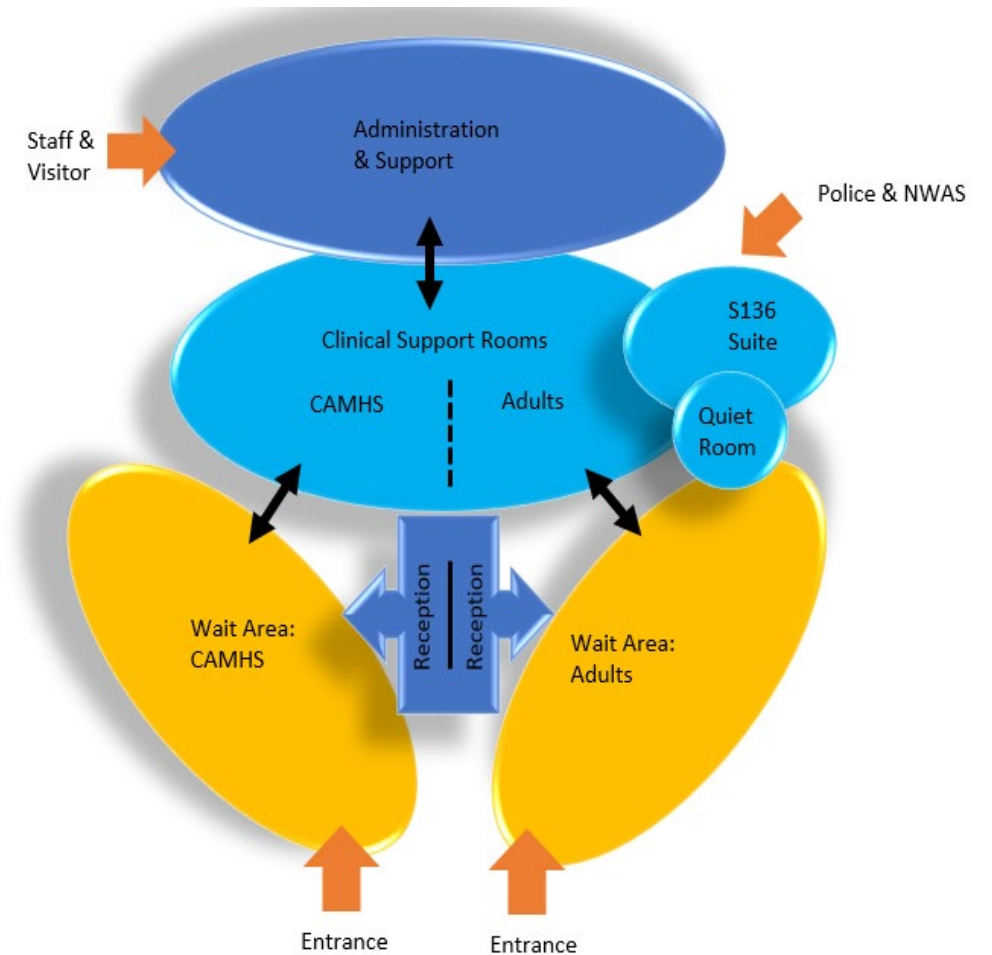 Administration
& Support
Staff &
Visitor
Police & NWAS
S136
Suite
Clinical Support Rooms
CAMHS
Adults
Quiet
Room
Reception
Reception
Wait Area:
CAMHS
Wait Area:
Adults
Entrance
Entrance